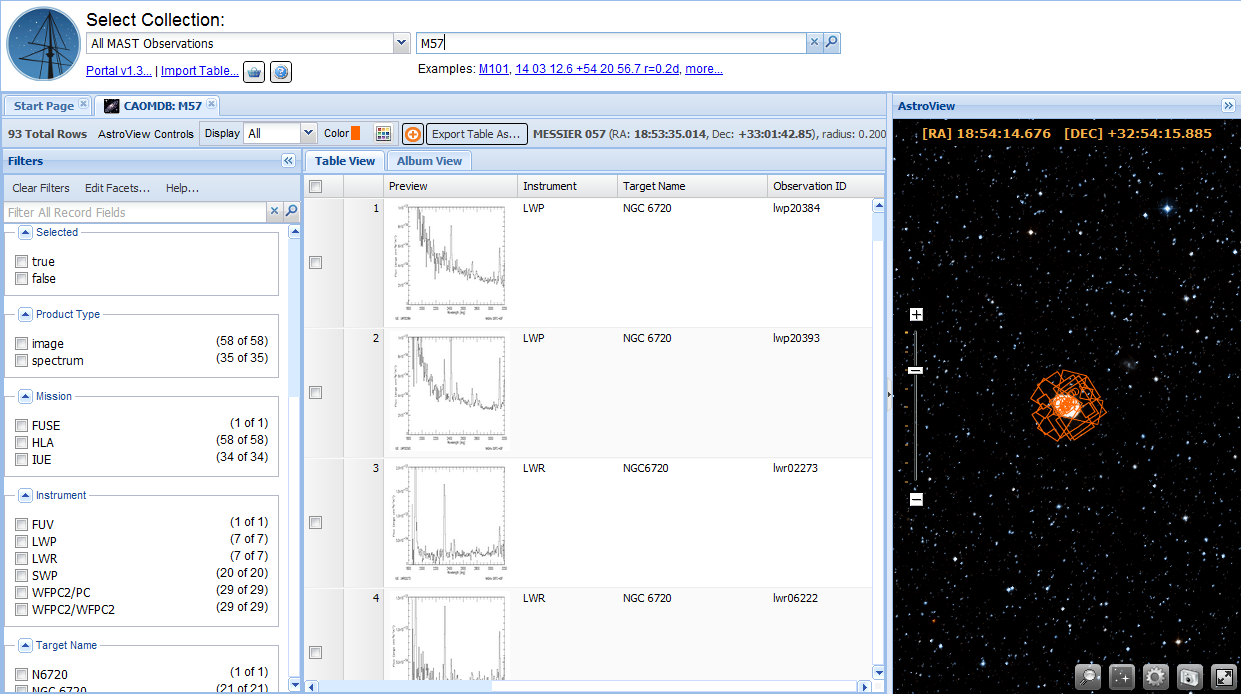 Select Collection:
All MAST Observations
M57
Portal v1.3... | Import Table...
Examples: M101, 14 03 12.6 +54 20 56.7 r=0.2d, more...
Start Page
CAOMDB: M57
AstroView
93 Total Rows
AstroView Controls
Display
All
Color
Export Table As...
MESSIER 057 (RA: 18:53:35.014, Dec: +33:01:42.85), radius: 0.200
[RA] 18:54:14.676 [DEC] +32:54:15.885
Filters
Table View
Album View
Clear Filters
Edit Facets...
Help...
Filter All Record Fields
Preview
Instrument
Target Name
Observation ID
Selected
true
false
Product Type
image (58 of 58)
spectrum (35 of 35)
Mission
FUSE (1 of 1)
HLA (58 of 58)
IUE (34 of 34)
Instrument
FUV (1 of 1)
LWP (7 of 7)
LWR (7 of 7)
SWP (20 of 20)
WFPC2/PC (29 of 29)
WFPC2/WFPC2 (29 of 29)
Target Name
N6720 (1 of 1)
NGC 6720 (21 of 21)
1 LWP NGC 6720 lwp20384
2 LWP NGC 6720 lwp20393
3 LWR NGC6720 lwr02273
4 LWR NGC 6720 lwr06222